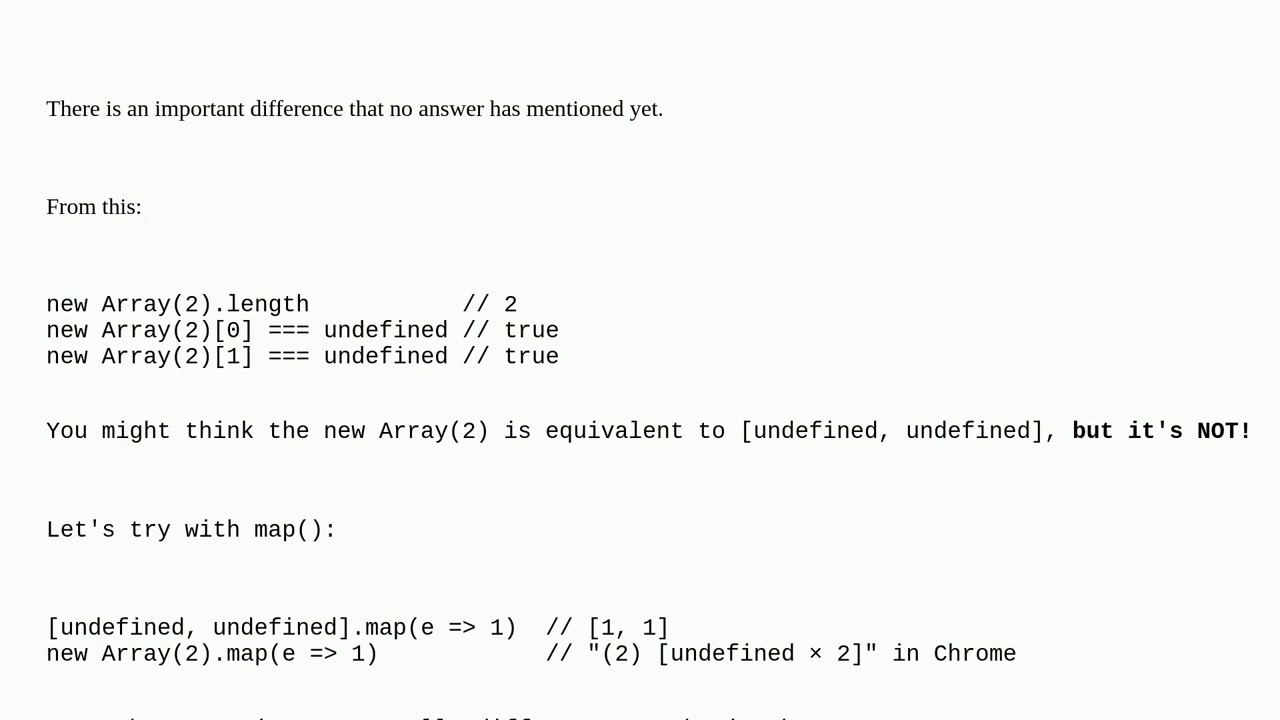 There is an important difference that no answer has mentioned yet.
From this:
new Array(2).length           // 2
new Array(2)[0] === undefined // true
new Array(2)[1] === undefined // true
You might think the new Array(2) is equivalent to [undefined, undefined], but it's NOT!
Let's try with map():
[undefined, undefined].map(e => 1)  // [1, 1]
new Array(2).map(e => 1)            // "(2) [undefined × 2]" in Chrome